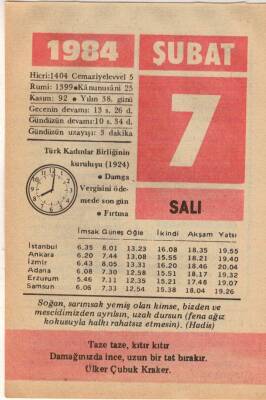 1984 ŞUBAT
Hicri:1404 Cemaziyelevvel 5
Rumi: 1399 • Kânunusâni 25
Kasım: 92 • Yılın 38. günü
Gecenin devamı: 13 s. 26 d.
Gündüzün devamı: 10 s. 34 d.
Gündüzün uzayışı: 3 dakika
7
SALI
Türk Kadınlar Birliğinin
kuruluşu (1924)
• Damga
Vergisini öde-
mede son gün
• Fırtına
İmsak Güneş Öğle İkindi Akşam Yatsı
İstanbul 6.35 8.01 13.23 16.08 18.35 19.55
Ankara 6.20 7.44 13.08 15.55 18.21 19.40
İzmir 6.43 8.05 13.31 16.20 18.46 20.04
Adana 6.08 7.30 12.58 15.51 18.17 19.32
Erzurum 5.46 7.11 12.35 15.21 17.48 19.07
Samsun 6.06 7.33 12.54 15.38 18.04 19.26
Soğan, sarımsak yemiş olan kimse, bizden ve
mescidimizden ayrılsın, uzak dursun (fena ağız
kokusuyla halkı rahatsız etmesin). (Hadis)
Taze taze, kıtır kıtır
Damağınızda ince, uzun bir tat bırakır.
Ülker Çubuk Kraker.